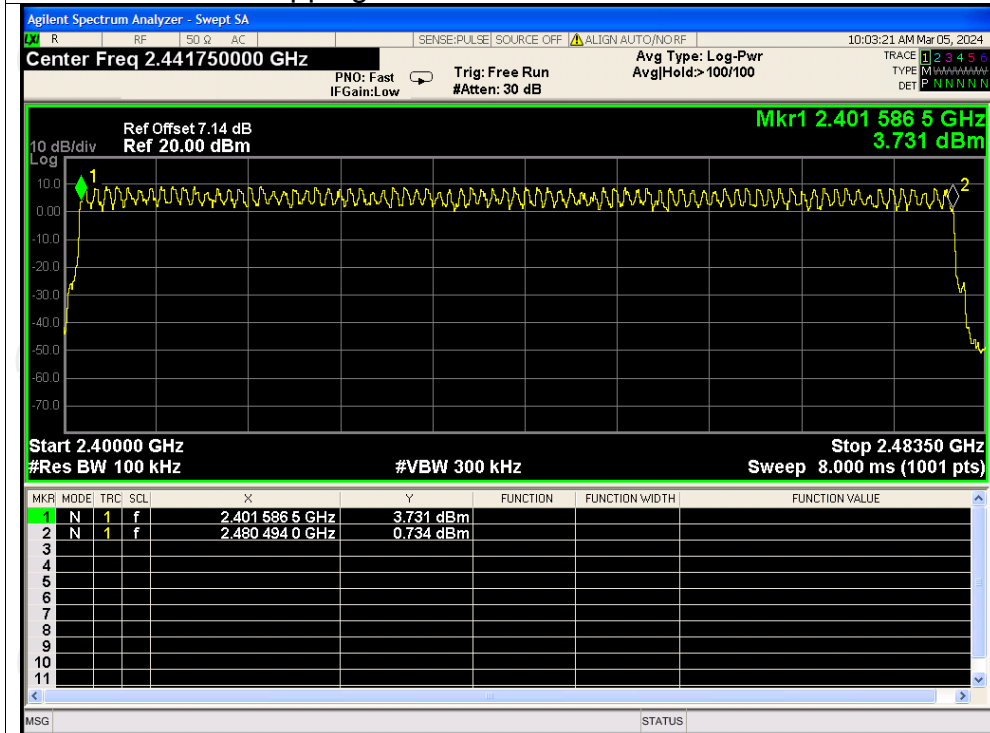 Agilent Spectrum Analyzer - Swept SA
LXI R RF 50 Ω AC SENSE:PULSE SOURCE OFF ALIGN AUTO/NORF 10:03:21 AM Mar 05, 2024
Center Freq 2.441750000 GHz
PNO: Fast
IFGain:Low
Trig: Free Run
#Atten: 30 dB
Avg Type: Log-Pwr
Avg|Hold:>100/100
TRACE 1 2 3 4 5 6
TYPE M
DET P N N N N N
Mkr1 2.401 586 5 GHz
3.731 dBm
Ref Offset 7.14 dB
10 dB/div Ref 20.00 dBm
Log
1
2
10.0
0.00
-10.0
-20.0
-30.0
-40.0
-50.0
-60.0
-70.0
Start 2.40000 GHz Stop 2.48350 GHz
#Res BW 100 kHz #VBW 300 kHz Sweep 8.000 ms (1001 pts)
MKR MODE TRC SCL X Y FUNCTION FUNCTION WIDTH FUNCTION VALUE
1 N 1 f 2.401 586 5 GHz 3.731 dBm
2 N 1 f 2.480 494 0 GHz 0.734 dBm
3
4
5
6
7
8
9
10
11
MSG STATUS